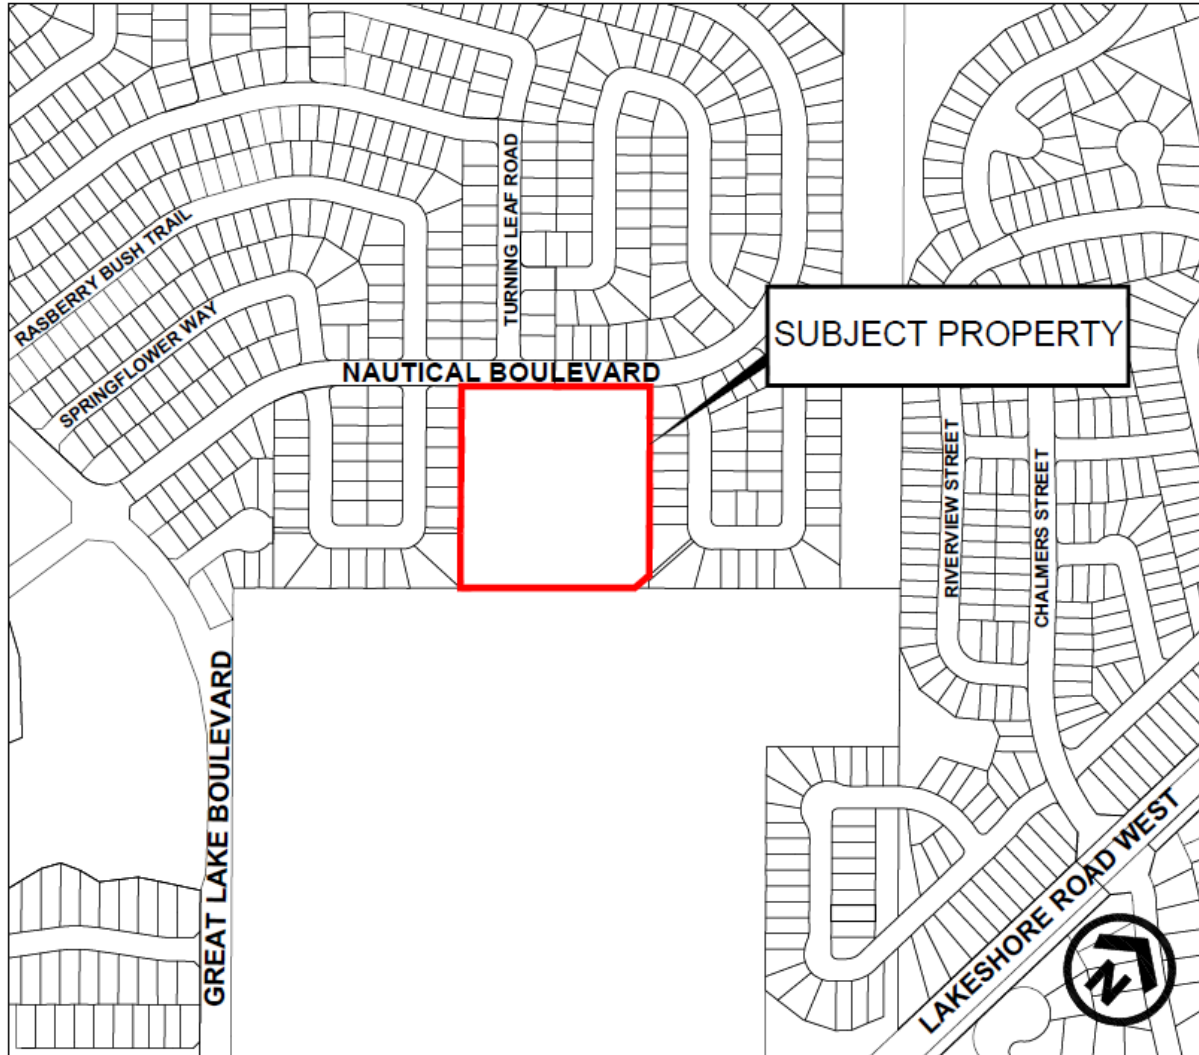 TURNING LEAF ROAD
RASBERRY BUSH TRAIL
SPRINGFLOWER WAY
SUBJECT PROPERTY
NAUTICAL BOULEVARD
RIVERVIEW STREET
CHALMERS STREET
GREAT LAKE BOULEVARD
LAKESHORE ROAD WEST
N